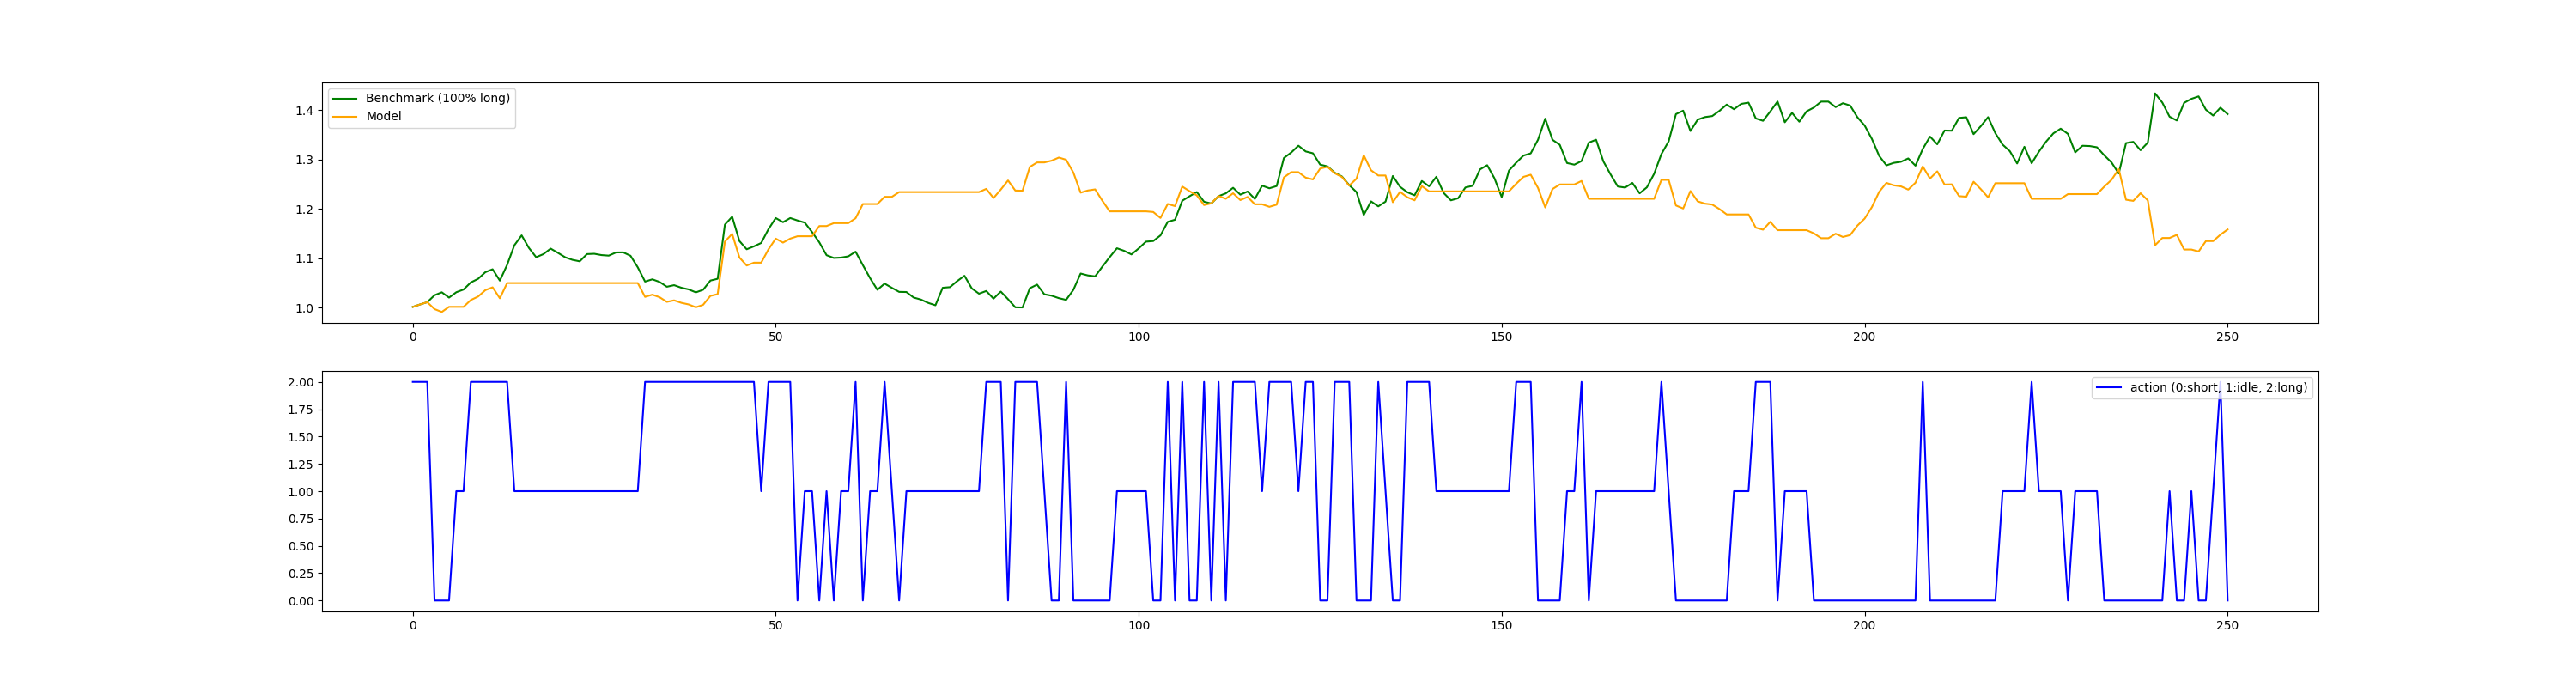 Benchmark (100% long)
Model
1.4
1.3
1.2
1.1
1.0
0 50 100 150 200 250
action (0:short, 1:idle, 2:long)
2.00
1.75
1.50
1.25
1.00
0.75
0.50
0.25
0.00
0 50 100 150 200 250